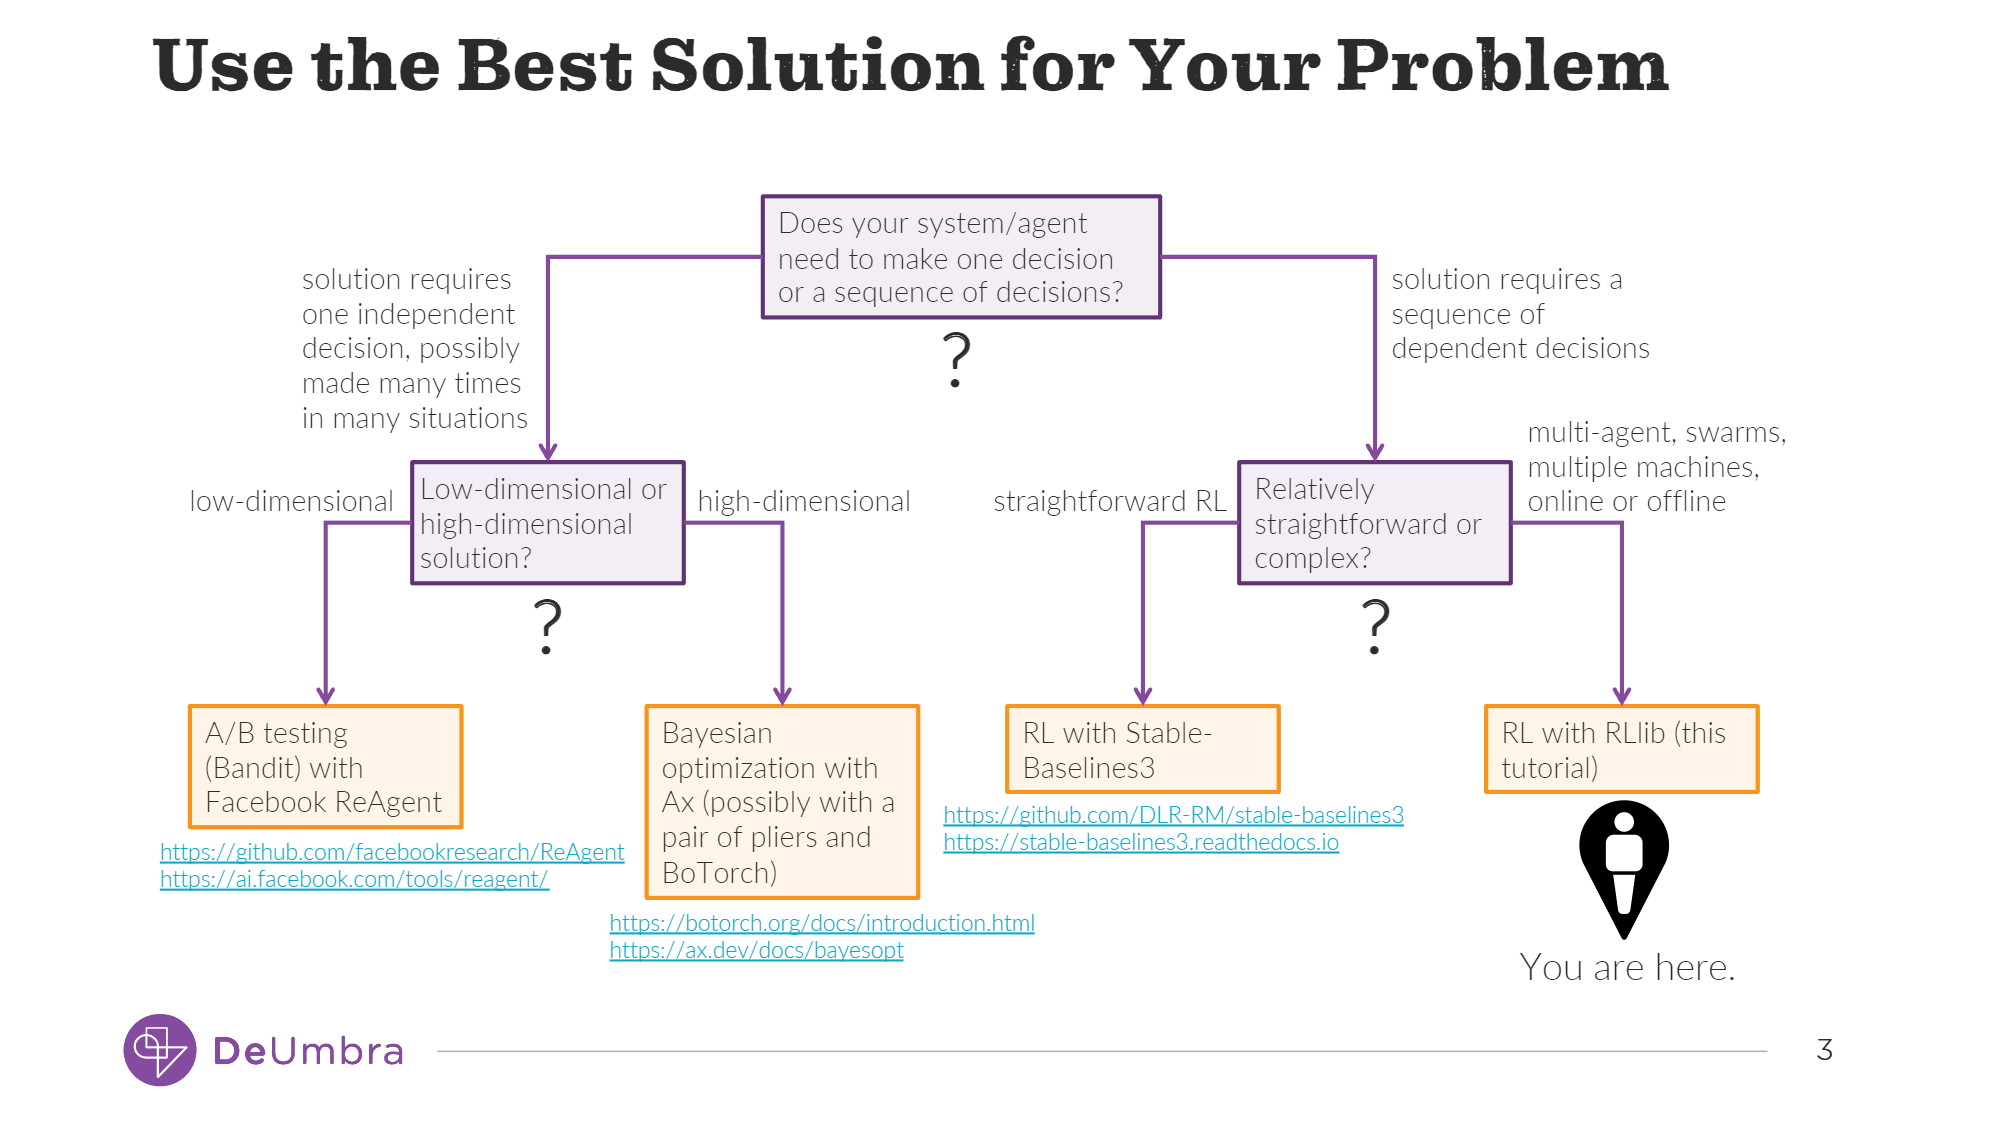 Use the Best Solution for Your Problem
Does your system/agent
need to make one decision
or a sequence of decisions?
?
solution requires
one independent
decision, possibly
made many times
in many situations
solution requires a
sequence of
dependent decisions
low-dimensional
Low-dimensional or
high-dimensional
solution?
?
high-dimensional
straightforward RL
Relatively
straightforward or
complex?
?
multi-agent, swarms,
multiple machines,
online or offline
A/B testing
(Bandit) with
Facebook ReAgent
https://github.com/facebookresearch/ReAgent
https://ai.facebook.com/tools/reagent/
Bayesian
optimization with
Ax (possibly with a
pair of pliers and
BoTorch)
https://botorch.org/docs/introduction.html
https://ax.dev/docs/bayesopt
RL with Stable-
Baselines3
https://github.com/DLR-RM/stable-baselines3
https://stable-baselines3.readthedocs.io
RL with RLlib (this
tutorial)
You are here.
DeUmbra
3